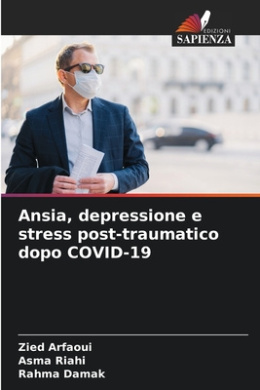 EDIZIONI
SAPIENZA
Ansia, depressione e
stress post-traumatico
dopo COVID-19
Zied Arfaoui
Asma Riahi
Rahma Damak